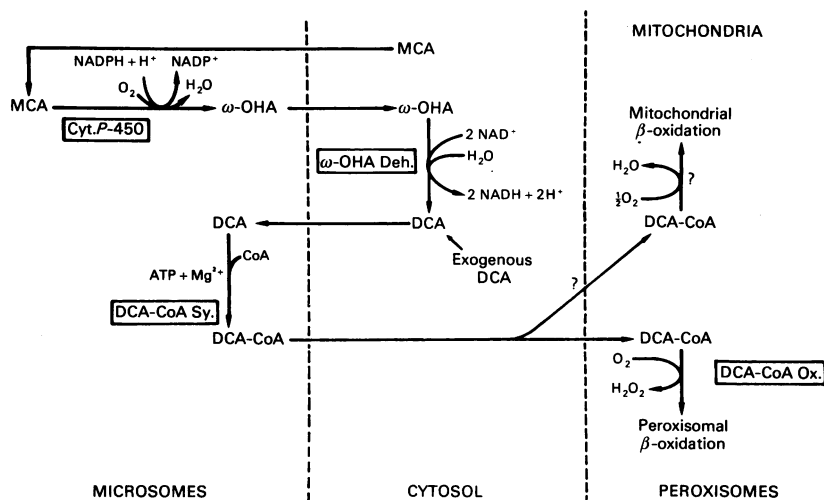 MCA
MITOCHONDRIA
NADPH + H⁺ NADP⁺
O₂ H₂O
MCA
ω-OHA
ω-OHA
Cyt.P-450
2 NAD⁺
H₂O
ω-OHA Deh.
2 NADH + 2H⁺
Mitochondrial
β-oxidation
H₂O
?
½O₂
DCA
DCA
DCA-CoA
CoA
ATP + Mg²⁺
Exogenous
DCA
?
DCA-CoA Sy.
DCA-CoA
DCA-CoA
O₂
H₂O₂
DCA-CoA Ox.
Peroxisomal
β-oxidation
MICROSOMES
CYTOSOL
PEROXISOMES